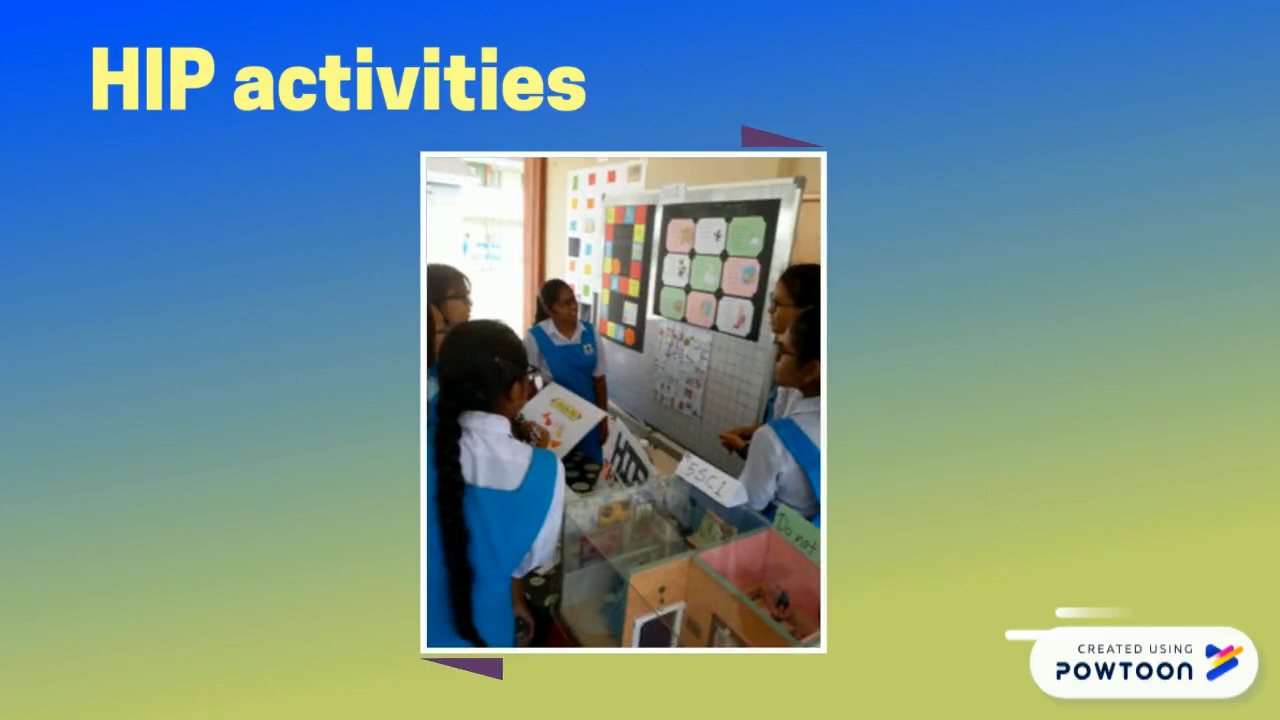 HIP activities
HIP
5SC1
Do not
CREATED USING
POWTOON